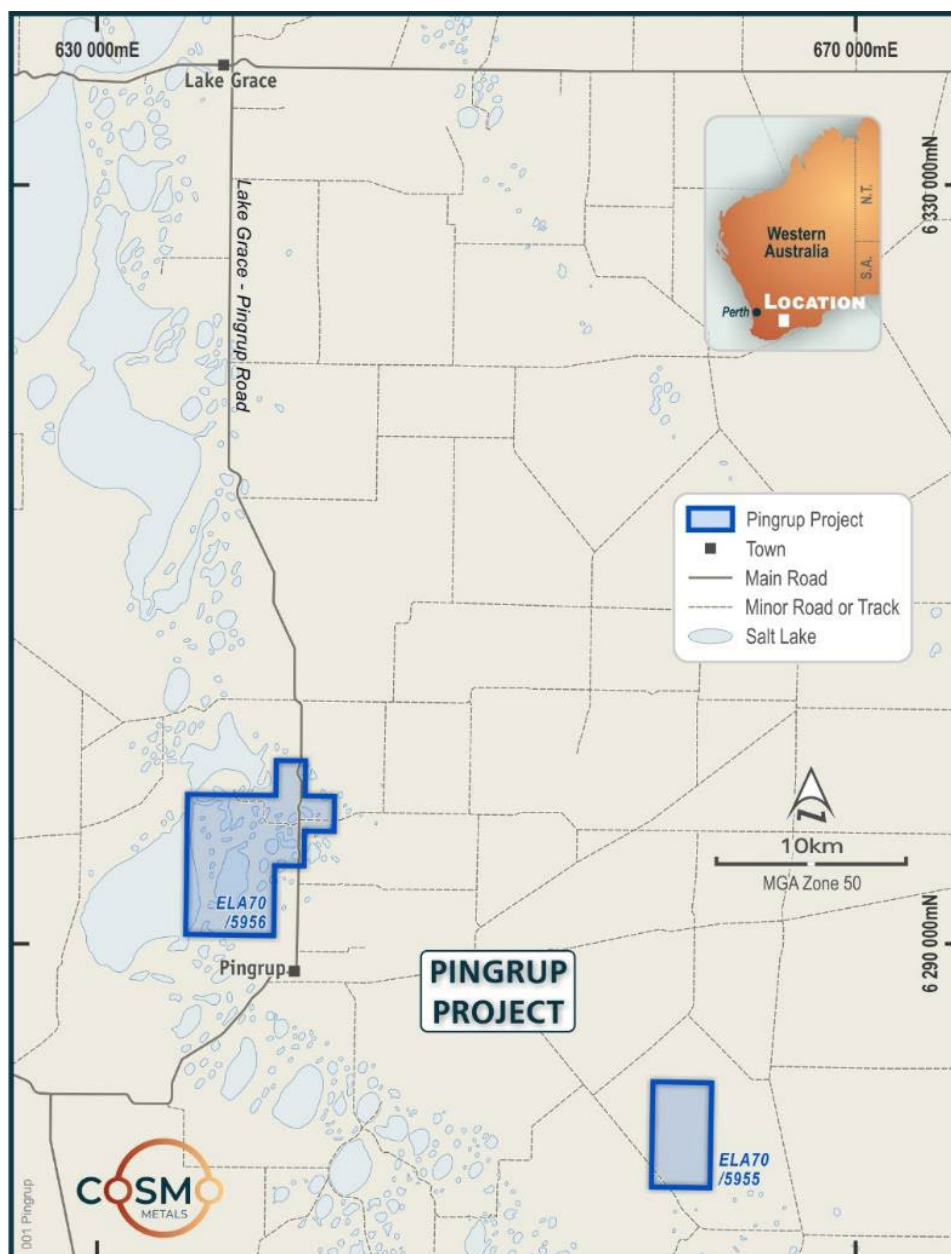 630 000mE
670 000mE
Lake Grace
Lake Grace - Pingrup Road
6 330 000mN
Western
Australia
N.T.
S.A.
Perth
LOCATION
Pingrup Project
Town
Main Road
Minor Road or Track
Salt Lake
N
10km
MGA Zone 50
ELA70
/5956
6 290 000mN
Pingrup
PINGRUP
PROJECT
ELA70
/5955
COSMO
METALS
001 Pingrup